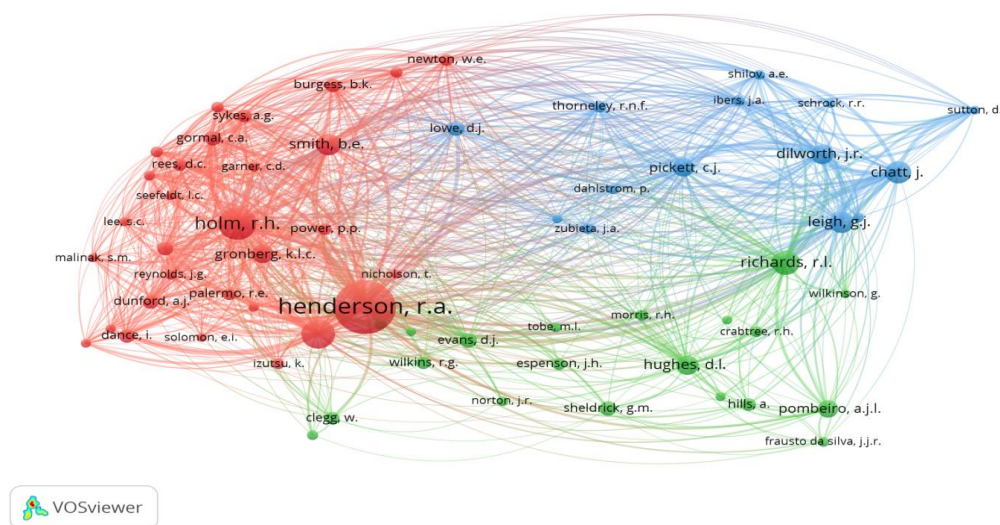 newton, w.e.
shilov, a.e.
burgess, b.k.
ibers, j.a.
schrock, r.r.
thorneley, r.n.f.
sutton, d.
sykes, a.g.
lowe, d.j.
gormal, c.a.
smith, b.e.
dilworth, j.r.
rees, d.c.
garner, c.d.
pickett, c.j.
chatt, j.
dahlstrom, p.
seefeldt, l.c.
lee, s.c.
holm, r.h.
power, p.p.
zubieta, j.a.
leigh, g.j.
malinak, s.m.
gronberg, k.l.c.
richards, r.l.
reynolds, j.g.
nicholson, t.
palermo, r.e.
wilkinson, g.
dunford, a.j.
henderson, r.a.
morris, r.h.
tobe, m.l.
crabtree, r.h.
dance, i.
solomon, e.i.
evans, d.j.
izutsu, k.
wilkins, r.g.
espenson, j.h.
hughes, d.l.
norton, j.r.
hills, a.
sheldrick, g.m.
pombeiro, a.j.l.
clegg, w.
frausto da silva, j.j.r.
VOSviewer